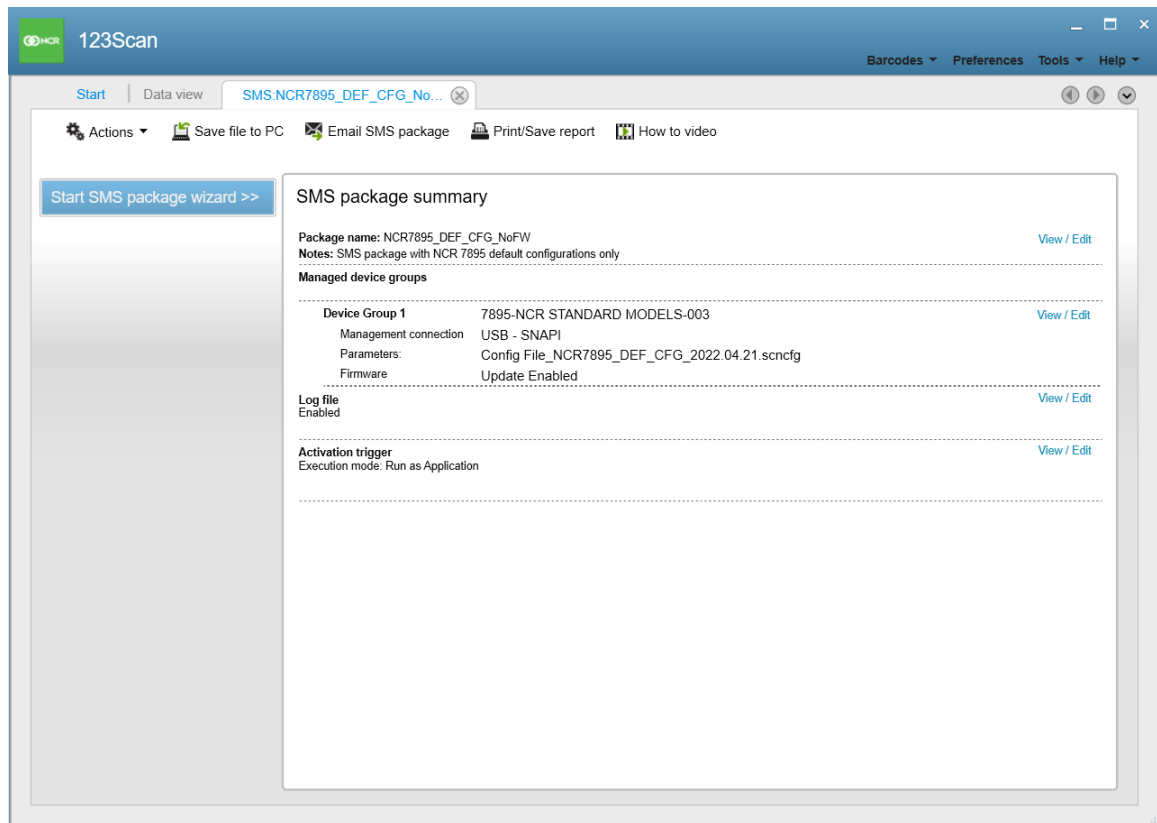 NCR
123Scan
Barcodes Preferences Tools Help
Start Data view SMS:NCR7895_DEF_CFG_No...
Actions Save file to PC Email SMS package Print/Save report How to video
Start SMS package wizard >>
SMS package summary
Package name: NCR7895_DEF_CFG_NoFW View / Edit
Notes: SMS package with NCR 7895 default configurations only
Managed device groups
Device Group 1 7895-NCR STANDARD MODELS-003 View / Edit
Management connection USB - SNAPI
Parameters: Config File_NCR7895_DEF_CFG_2022.04.21.scncfg
Firmware Update Enabled
Log file View / Edit
Enabled
Activation trigger View / Edit
Execution mode: Run as Application